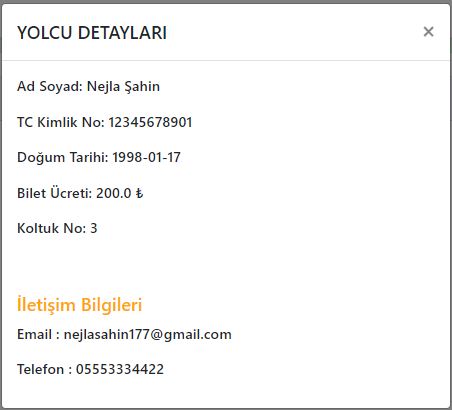 YOLCU DETAYLARI ×
Ad Soyad: Nejla Şahin
TC Kimlik No: 12345678901
Doğum Tarihi: 1998-01-17
Bilet Ücreti: 200.0 ₺
Koltuk No: 3
İletişim Bilgileri
Email : nejlasahin177@gmail.com
Telefon : 05553334422